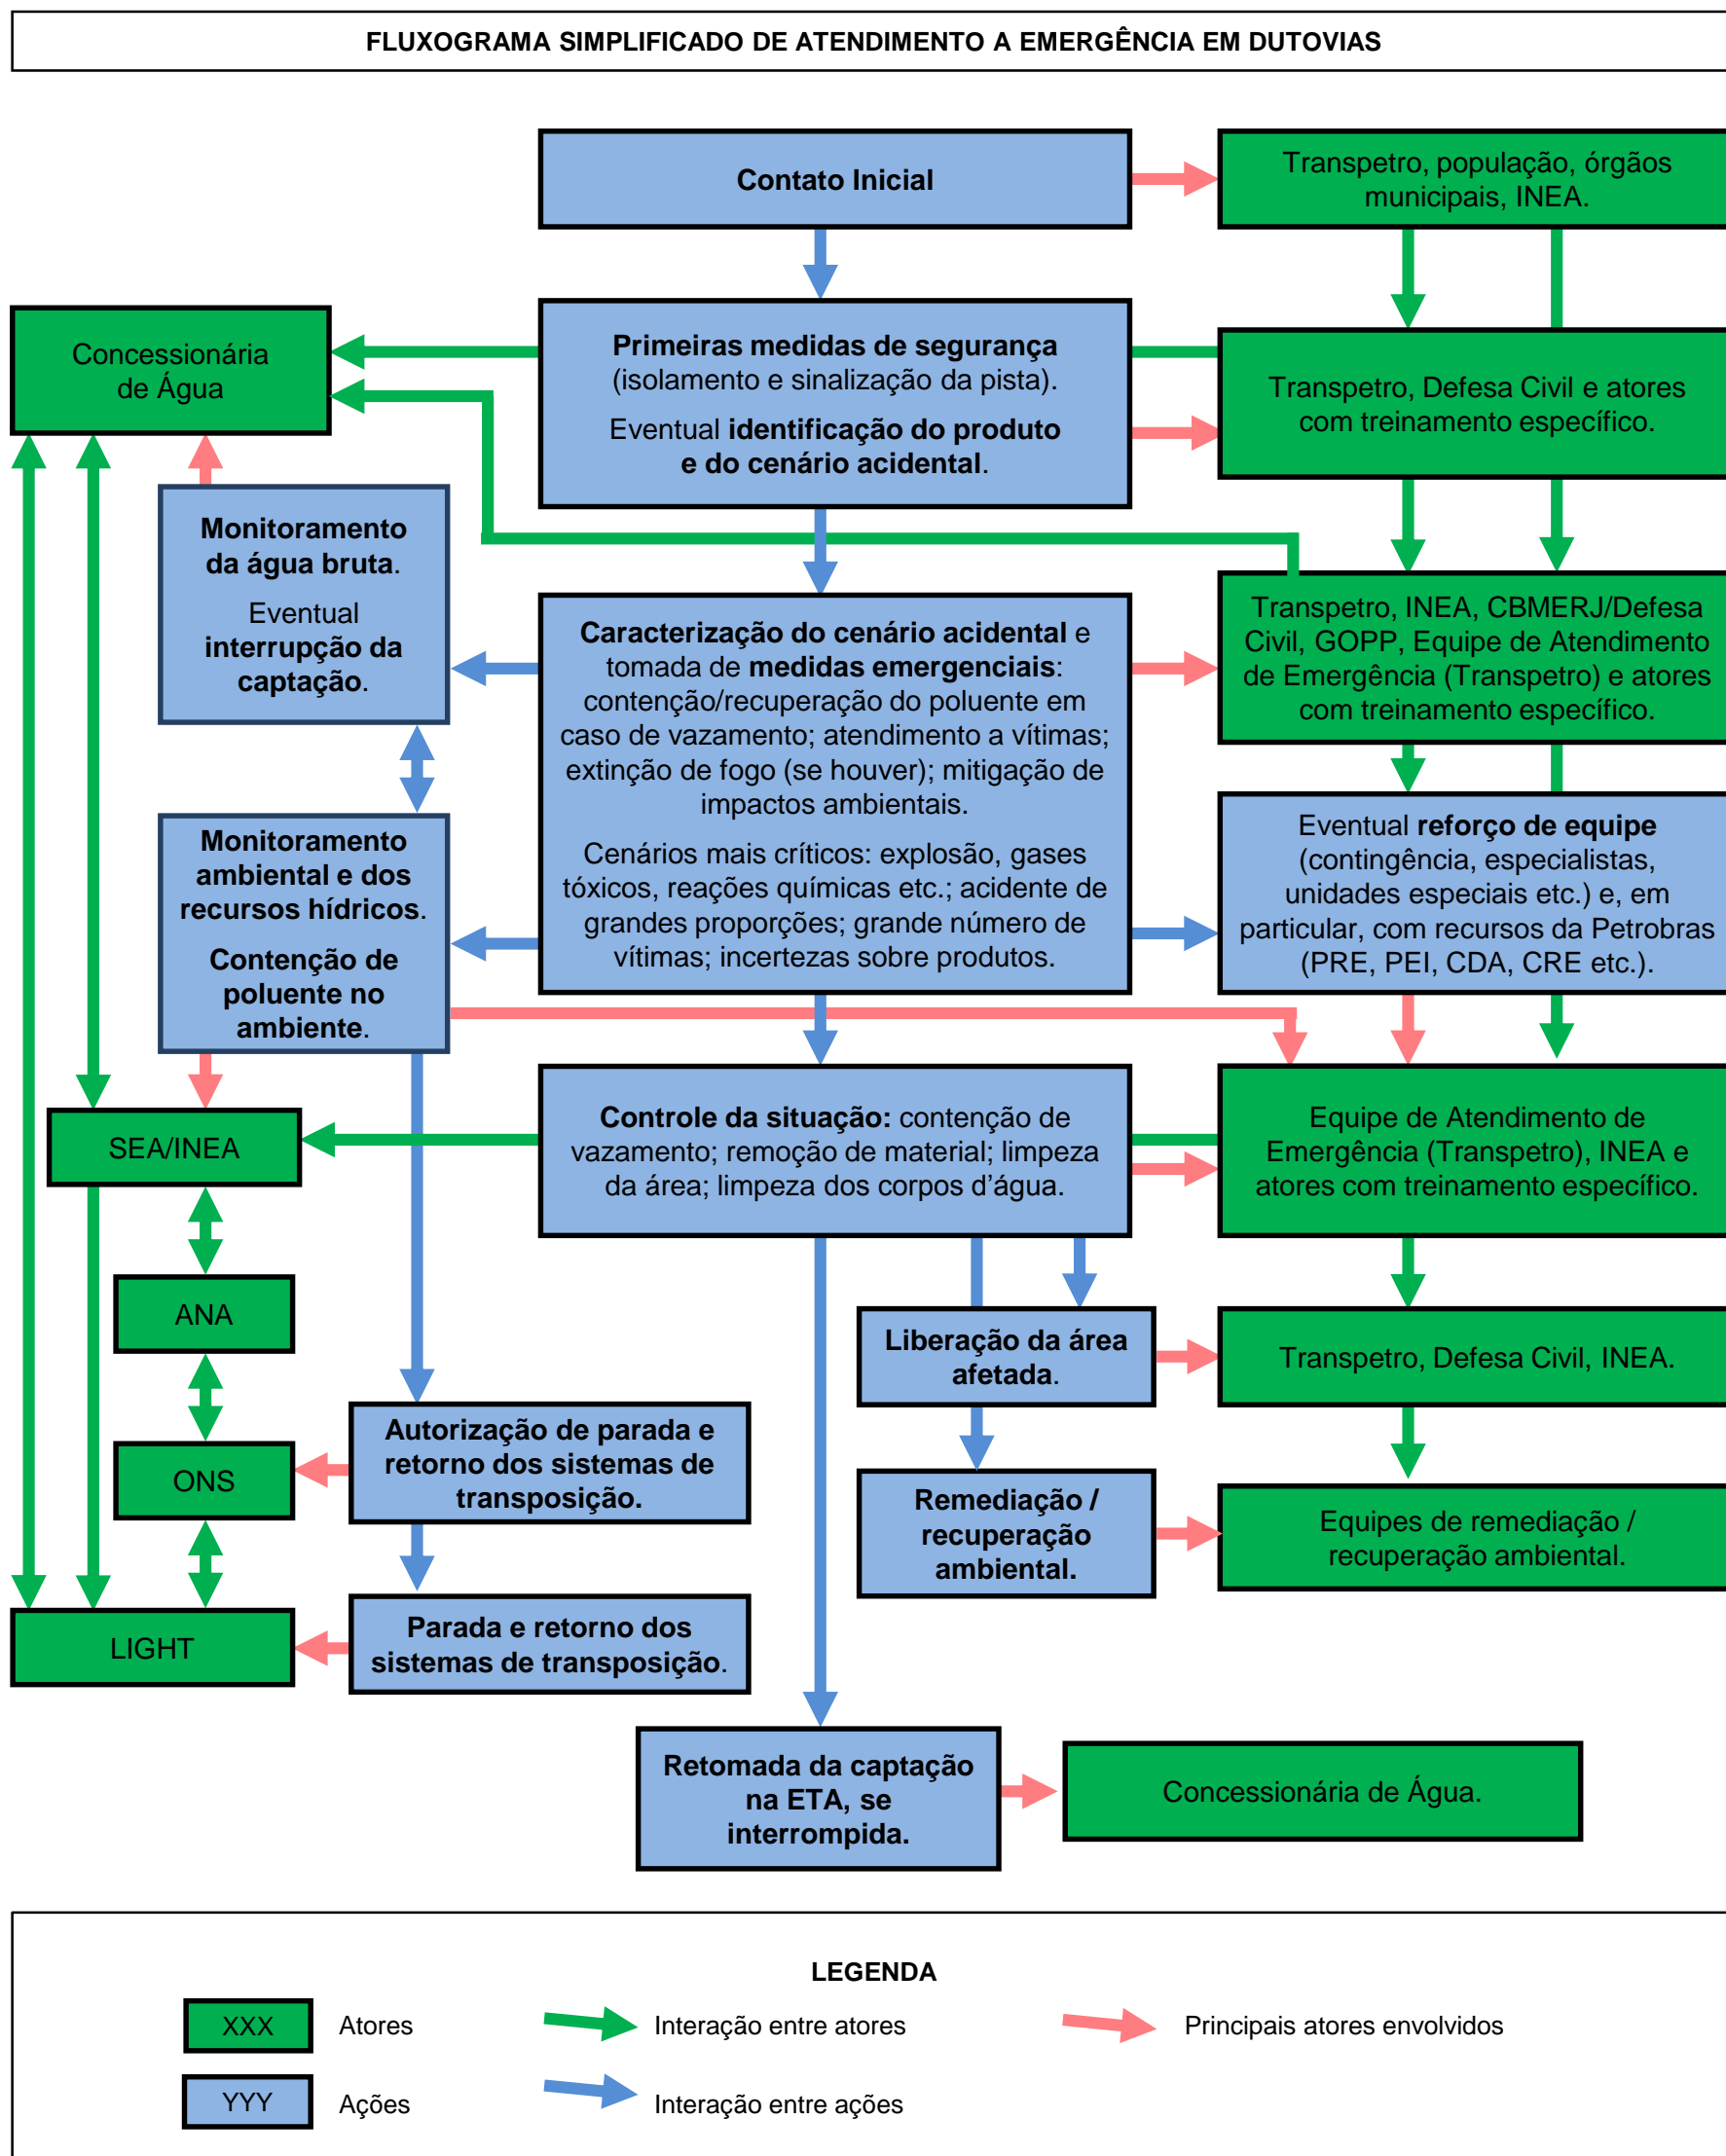 FLUXOGRAMA SIMPLIFICADO DE ATENDIMENTO A EMERGÊNCIA EM DUTOVIAS
Contato Inicial
Transpetro, população, órgãos
municipais, INEA.
Concessionária
de Água
Primeiras medidas de segurança
(isolamento e sinalização da pista).
Eventual identificação do produto
e do cenário acidental.
Transpetro, Defesa Civil e atores
com treinamento específico.
Monitoramento
da água bruta.
Eventual
interrupção da
captação.
Caracterização do cenário acidental e
tomada de medidas emergenciais:
contenção/recuperação do poluente em
caso de vazamento; atendimento a vítimas;
extinção de fogo (se houver); mitigação de
impactos ambientais.
Cenários mais críticos: explosão, gases
tóxicos, reações químicas etc.; acidente de
grandes proporções; grande número de
vítimas; incertezas sobre produtos.
Transpetro, INEA, CBMERJ/Defesa
Civil, GOPP, Equipe de Atendimento
de Emergência (Transpetro) e atores
com treinamento específico.
Monitoramento
ambiental e dos
recursos hídricos.
Contenção de
poluente no
ambiente.
Eventual reforço de equipe
(contingência, especialistas,
unidades especiais etc.) e, em
particular, com recursos da Petrobras
(PRE, PEI, CDA, CRE etc.).
SEA/INEA
Controle da situação: contenção de
vazamento; remoção de material; limpeza
da área; limpeza dos corpos d'água.
Equipe de Atendimento de
Emergência (Transpetro), INEA e
atores com treinamento específico.
ANA
Liberação da área
afetada.
Transpetro, Defesa Civil, INEA.
ONS
Autorização de parada e
retorno dos sistemas de
transposição.
Remediação /
recuperação
ambiental.
Equipes de remediação /
recuperação ambiental.
LIGHT
Parada e retorno dos
sistemas de transposição.
Retomada da captação
na ETA, se
interrompida.
Concessionária de Água.
LEGENDA
XXX Atores Interação entre atores Principais atores envolvidos
YYY Ações Interação entre ações